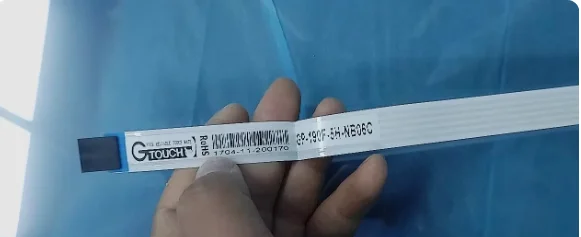 GTOUCH
RoHS
1704-11-200170
GP-190F-5H-NB06C